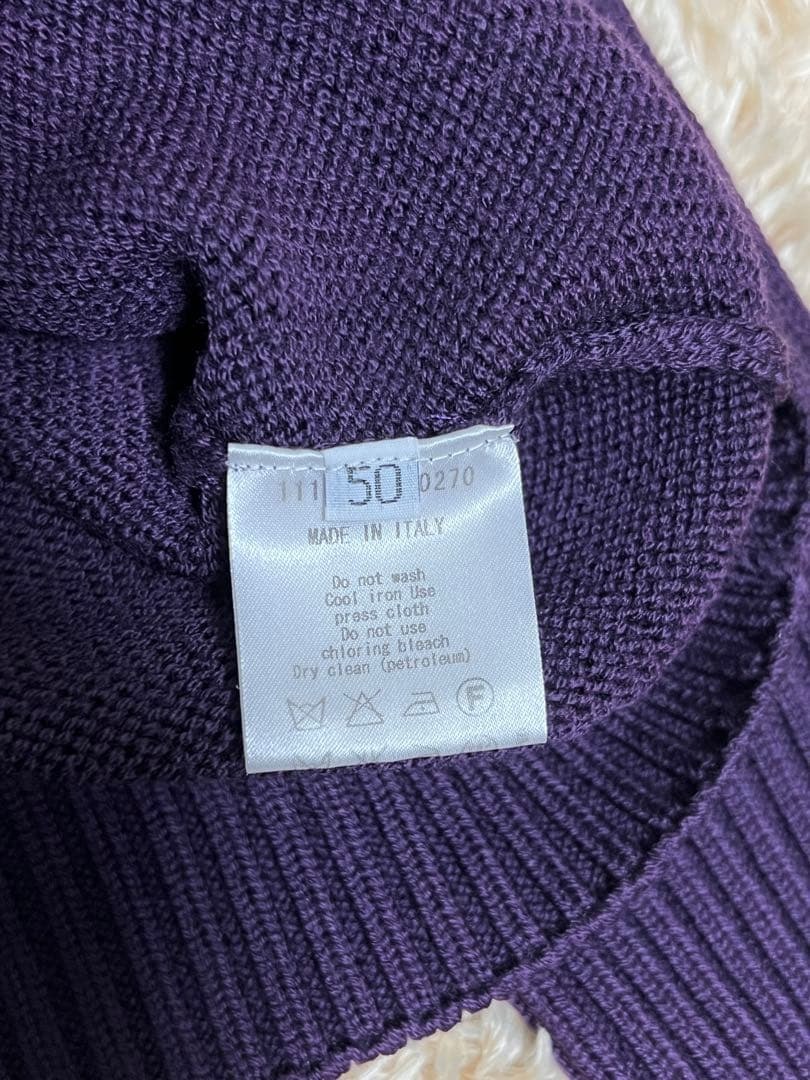 111 50 0270
MADE IN ITALY
Do not wash
Cool iron Use
press cloth
Do not use
chloring bleach
Dry clean (petroleum)
F